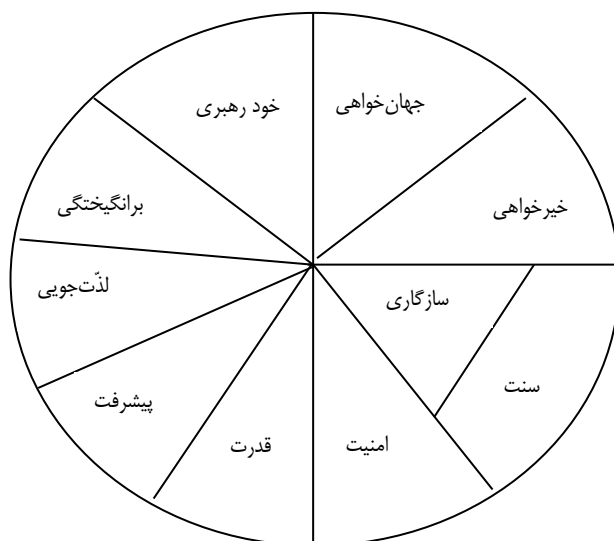 جهان‌خواهی
خود رهبری
خیرخواهی
برانگیختگی
لذّت‌جویی
سازگاری
سنت
پیشرفت
امنیت
قدرت